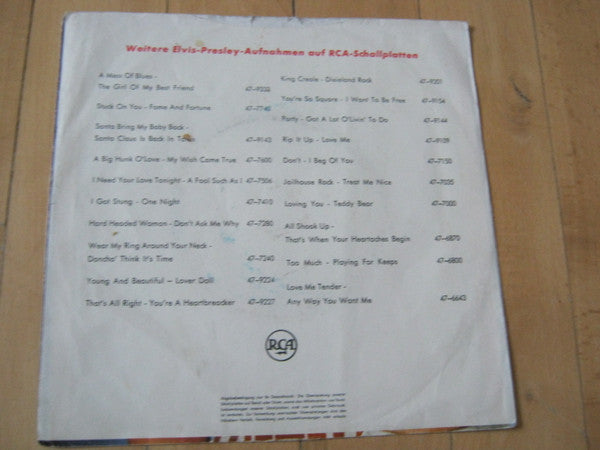 Weitere Elvis-Presley-Aufnahmen auf RCA-Schallplatten
A Mess Of Blues -
The Girl Of My Best Friend 47-9333
Stuck On You - Fame And Fortune 47-7740
Santa Bring My Baby Back -
Santa Claus Is Back In Town 47-9143
A Big Hunk O'Love - My Wish Came True 47-7600
I Need Your Love Tonight - A Fool Such As I 47-7506
I Got Stung - One Night 47-7410
Hard Headed Woman - Don't Ask Me Why 47-7280
Wear My Ring Around Your Neck -
Doncha' Think It's Time 47-7240
Young And Beautiful - Lover Doll 47-9224
That's All Right - You're A Heartbreaker 47-9227
King Creole - Dixieland Rock 47-9201
You're So Square - I Want To Be Free 47-9154
Party - Got A Lot O'Livin' To Do 47-9144
Rip It Up - Love Me
Don't - I Beg Of You 47-7150
Jailhouse Rock - Treat Me Nice 47-7035
Loving You - Teddy Bear 47-7000
All Shook Up -
That's When Your Heartaches Begin 47-6870
Too Much - Playing For Keeps 47-6800
Love Me Tender -
Any Way You Want Me 47-6643
RCA